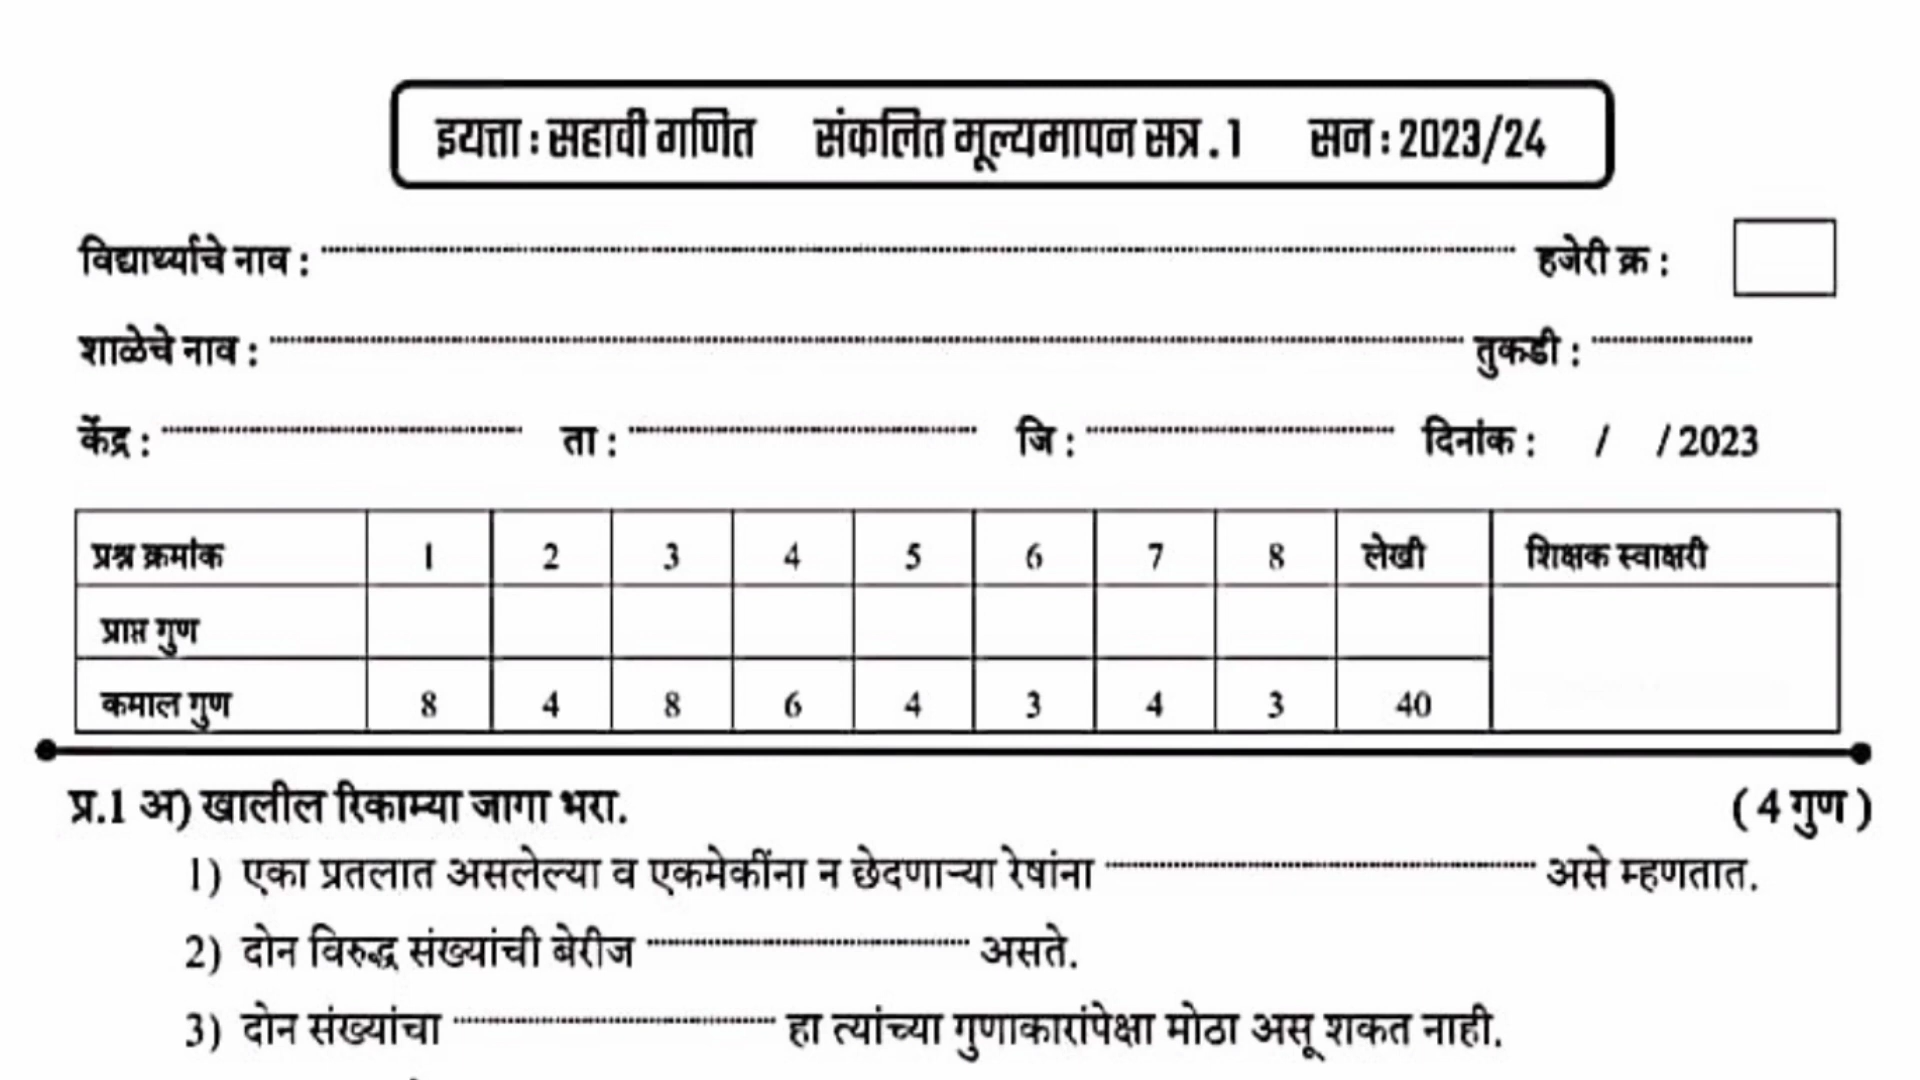 इयत्ता : सहावी गणित संकलित मूल्यमापन सत्र . 1 सन : 2023/24
विद्यार्थ्याचे नाव : हजेरी क्र :
शाळेचे नाव : तुकडी :
केंद्र : ता : जि : दिनांक : / / 2023
प्रश्न क्रमांक 1 2 3 4 5 6 7 8 लेखी शिक्षक स्वाक्षरी
प्राप्त गुण
कमाल गुण 8 4 8 6 4 3 4 3 40
प्र.1 अ) खालील रिकाम्या जागा भरा. ( 4 गुण )
1) एका प्रतलात असलेल्या व एकमेकींना न छेदणाऱ्या रेषांना असे म्हणतात.
2) दोन विरुद्ध संख्यांची बेरीज असते.
3) दोन संख्यांचा हा त्यांच्या गुणाकारांपेक्षा मोठा असू शकत नाही.